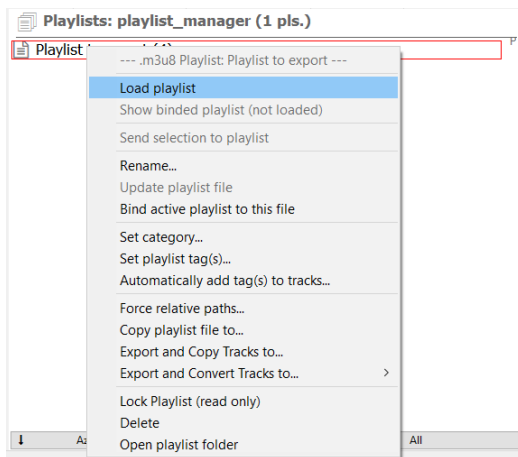 Playlists: playlist_manager (1 pls.)
Playlist
--- .m3u8 Playlist: Playlist to export ---
Load playlist
Show binded playlist (not loaded)
Send selection to playlist
Rename...
Update playlist file
Bind active playlist to this file
Set category...
Set playlist tag(s)...
Automatically add tag(s) to tracks...
Force relative paths...
Copy playlist file to...
Export and Copy Tracks to...
Export and Convert Tracks to...
Lock Playlist (read only)
Delete
Open playlist folder
All